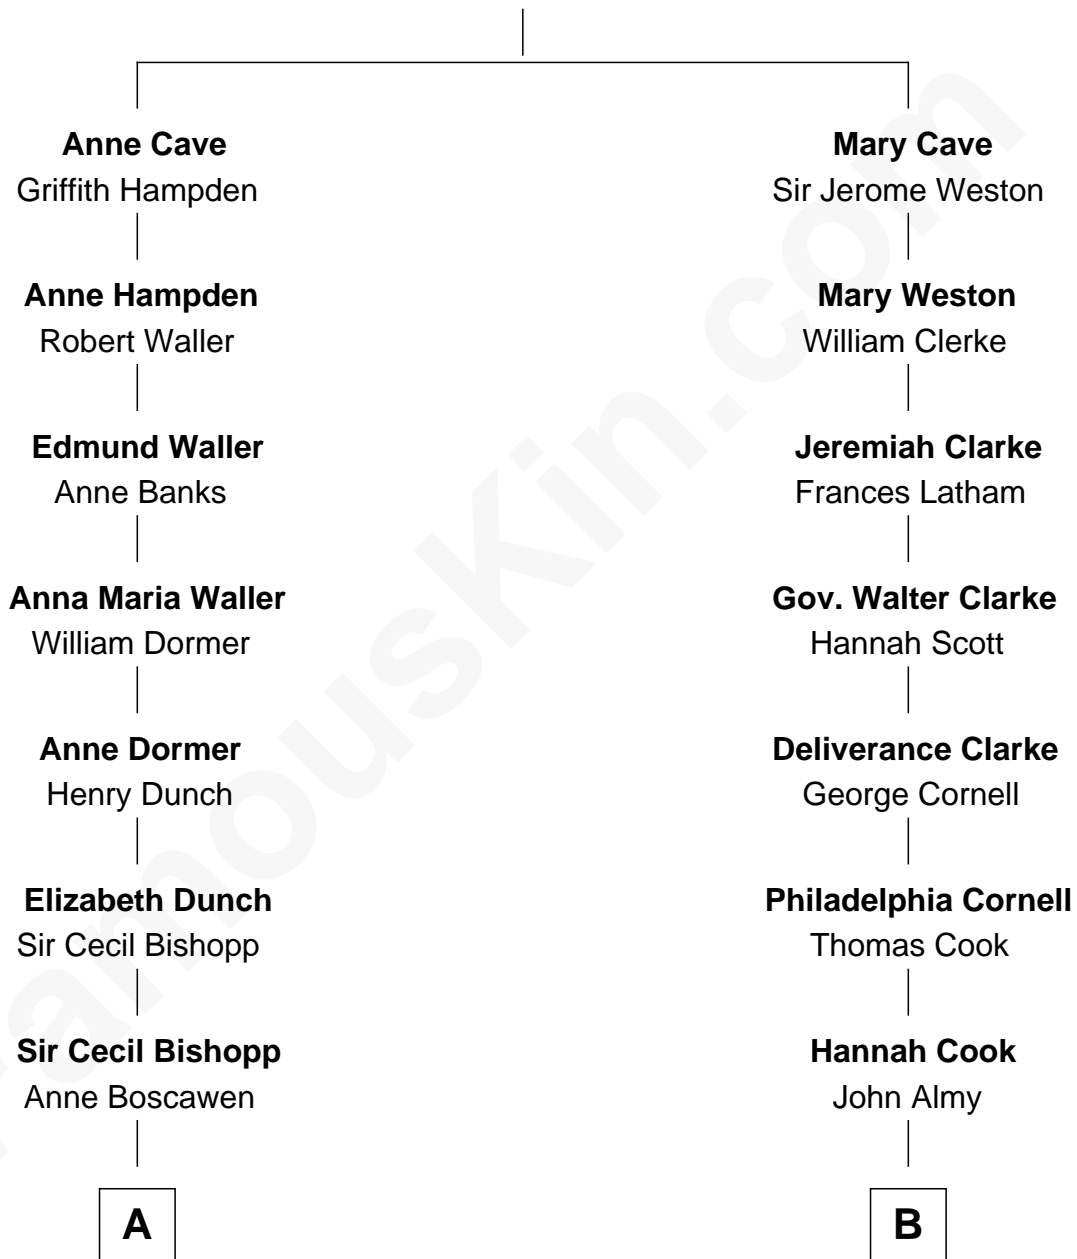 Anne Cave
Griffith Hampden
Anne Hampden
Robert Waller
Edmund Waller
Anne Banks
Anna Maria Waller
William Dormer
Anne Dormer
Henry Dunch
Elizabeth Dunch
Sir Cecil Bishopp
Sir Cecil Bishopp
Anne Boscawen
A
Mary Cave
Sir Jerome Weston
Mary Weston
William Clerke
Jeremiah Clarke
Frances Latham
Gov. Walter Clarke
Hannah Scott
Deliverance Clarke
George Cornell
Philadelphia Cornell
Thomas Cook
Hannah Cook
John Almy
B
FamousKin.com